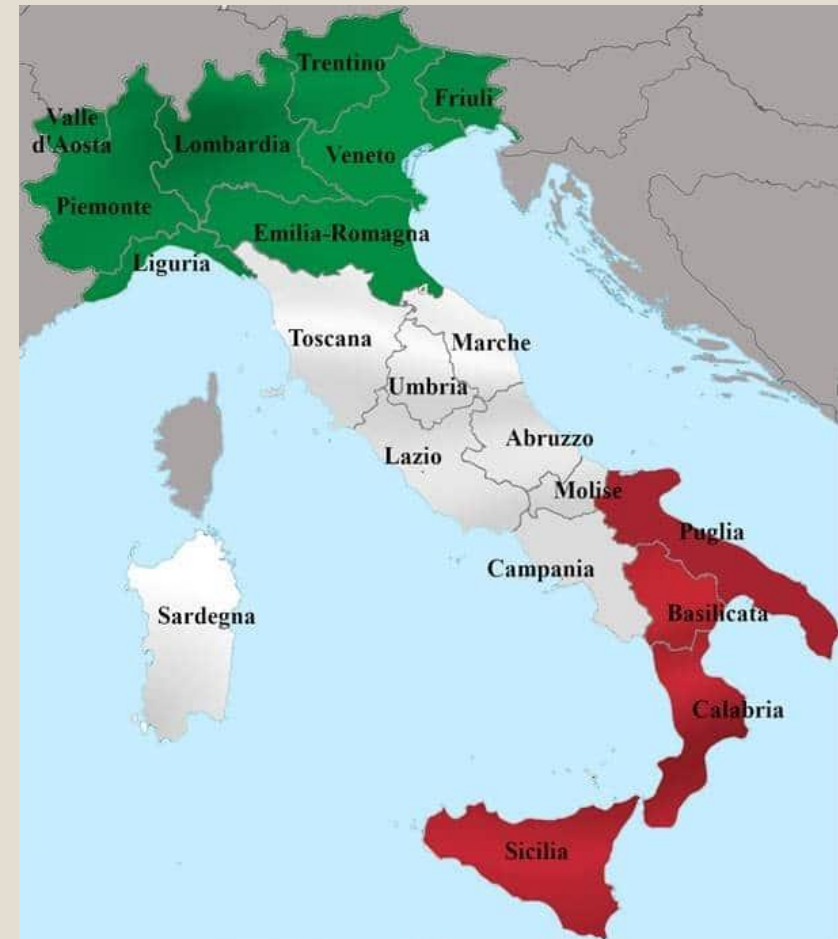 Trentino
Friuli
Valle
d'Aosta
Lombardia
Veneto
Piemonte
Emilia-Romagna
Liguria
Toscana
Marche
Umbria
Abruzzo
Lazio
Molise
Puglia
Campania
Basilicata
Sardegna
Calabria
Sicilia